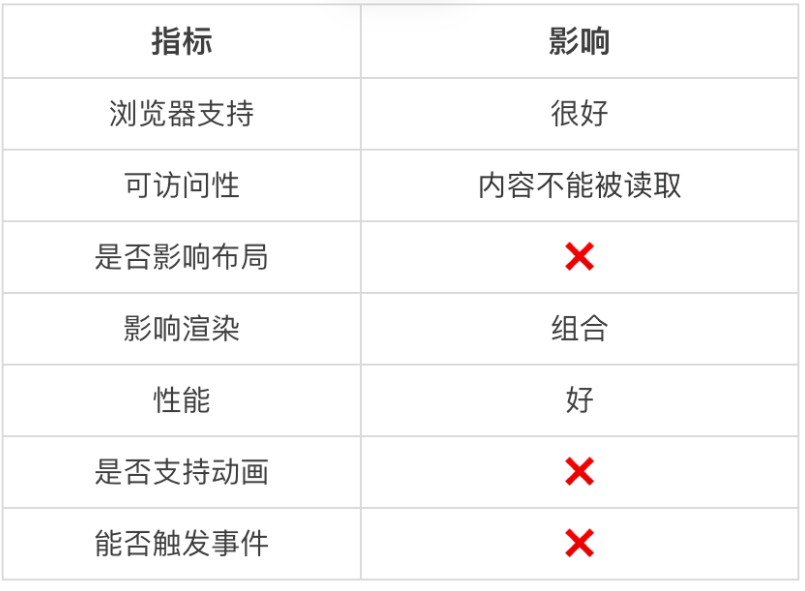 指标 影响
浏览器支持 很好
可访问性 内容不能被读取
是否影响布局 ❌
影响渲染 组合
性能 好
是否支持动画 ❌
能否触发事件 ❌